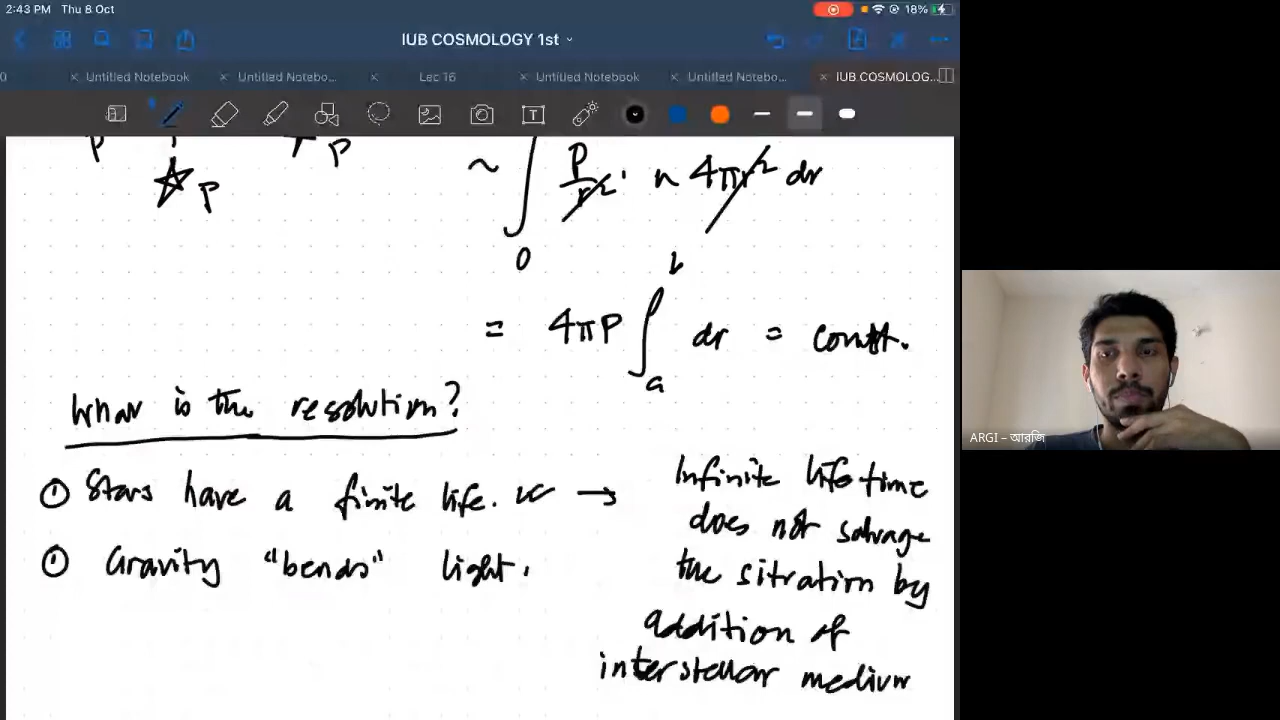 2:43 PM Thu 8 Oct 18%
IUB COSMOLOGY 1st
0 × Untitled Notebook × Untitled Notebo... × Lec 16 × Untitled Notebook × Untitled Notebo... × IUB COSMOLOG...
T
P P
P
~ ∫ P/r² · n 4πr² dr
0
= 4πP ∫ dr = const.
a
What is the resolution?
① Stars have a finite life. →
① Gravity "bends" light.
Infinite lifetime
does not salvage
the sitration by
addition of
interstellar medium
ARGI – আরজি